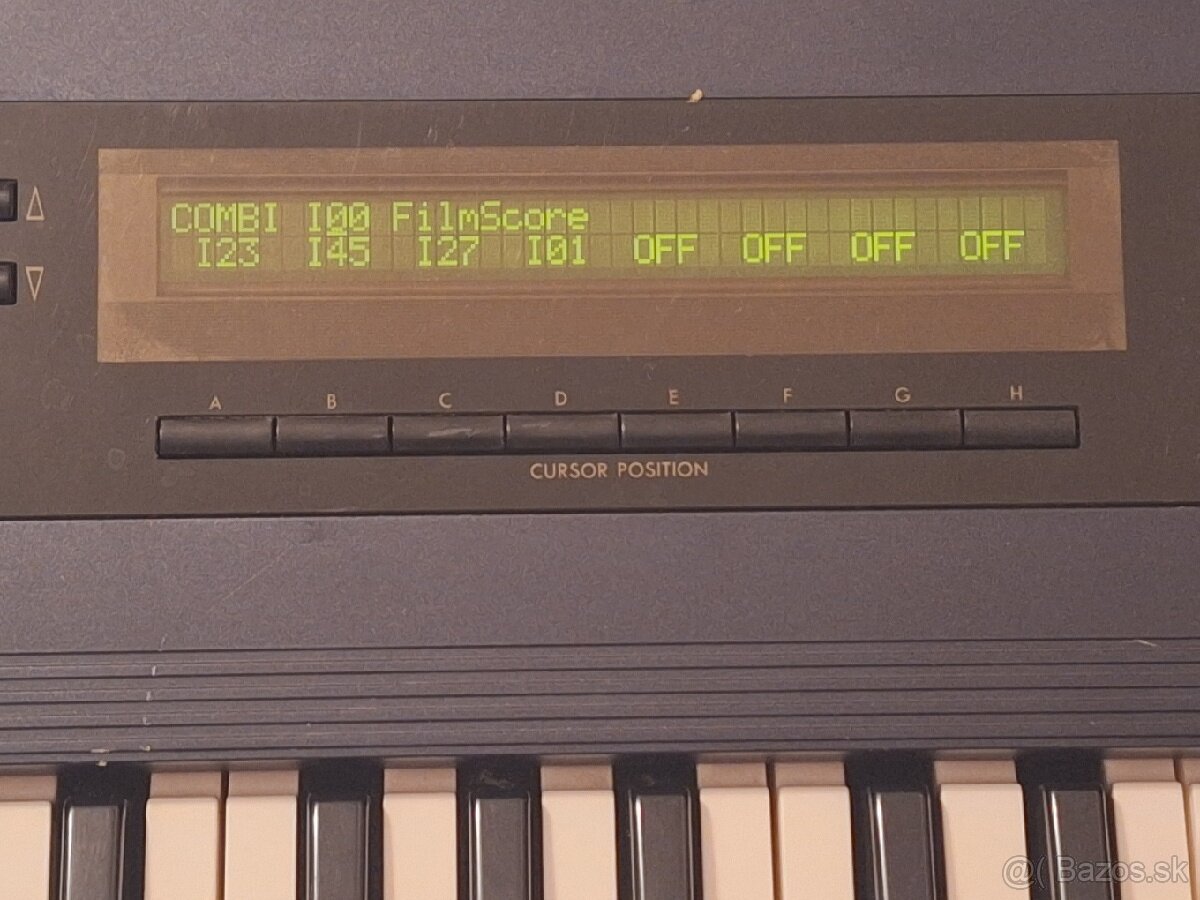 COMBI I00 FilmScore
I23 I45 I27 I01 OFF OFF OFF OFF
A B C D E F G H
CURSOR POSITION
@( Bazos.sk